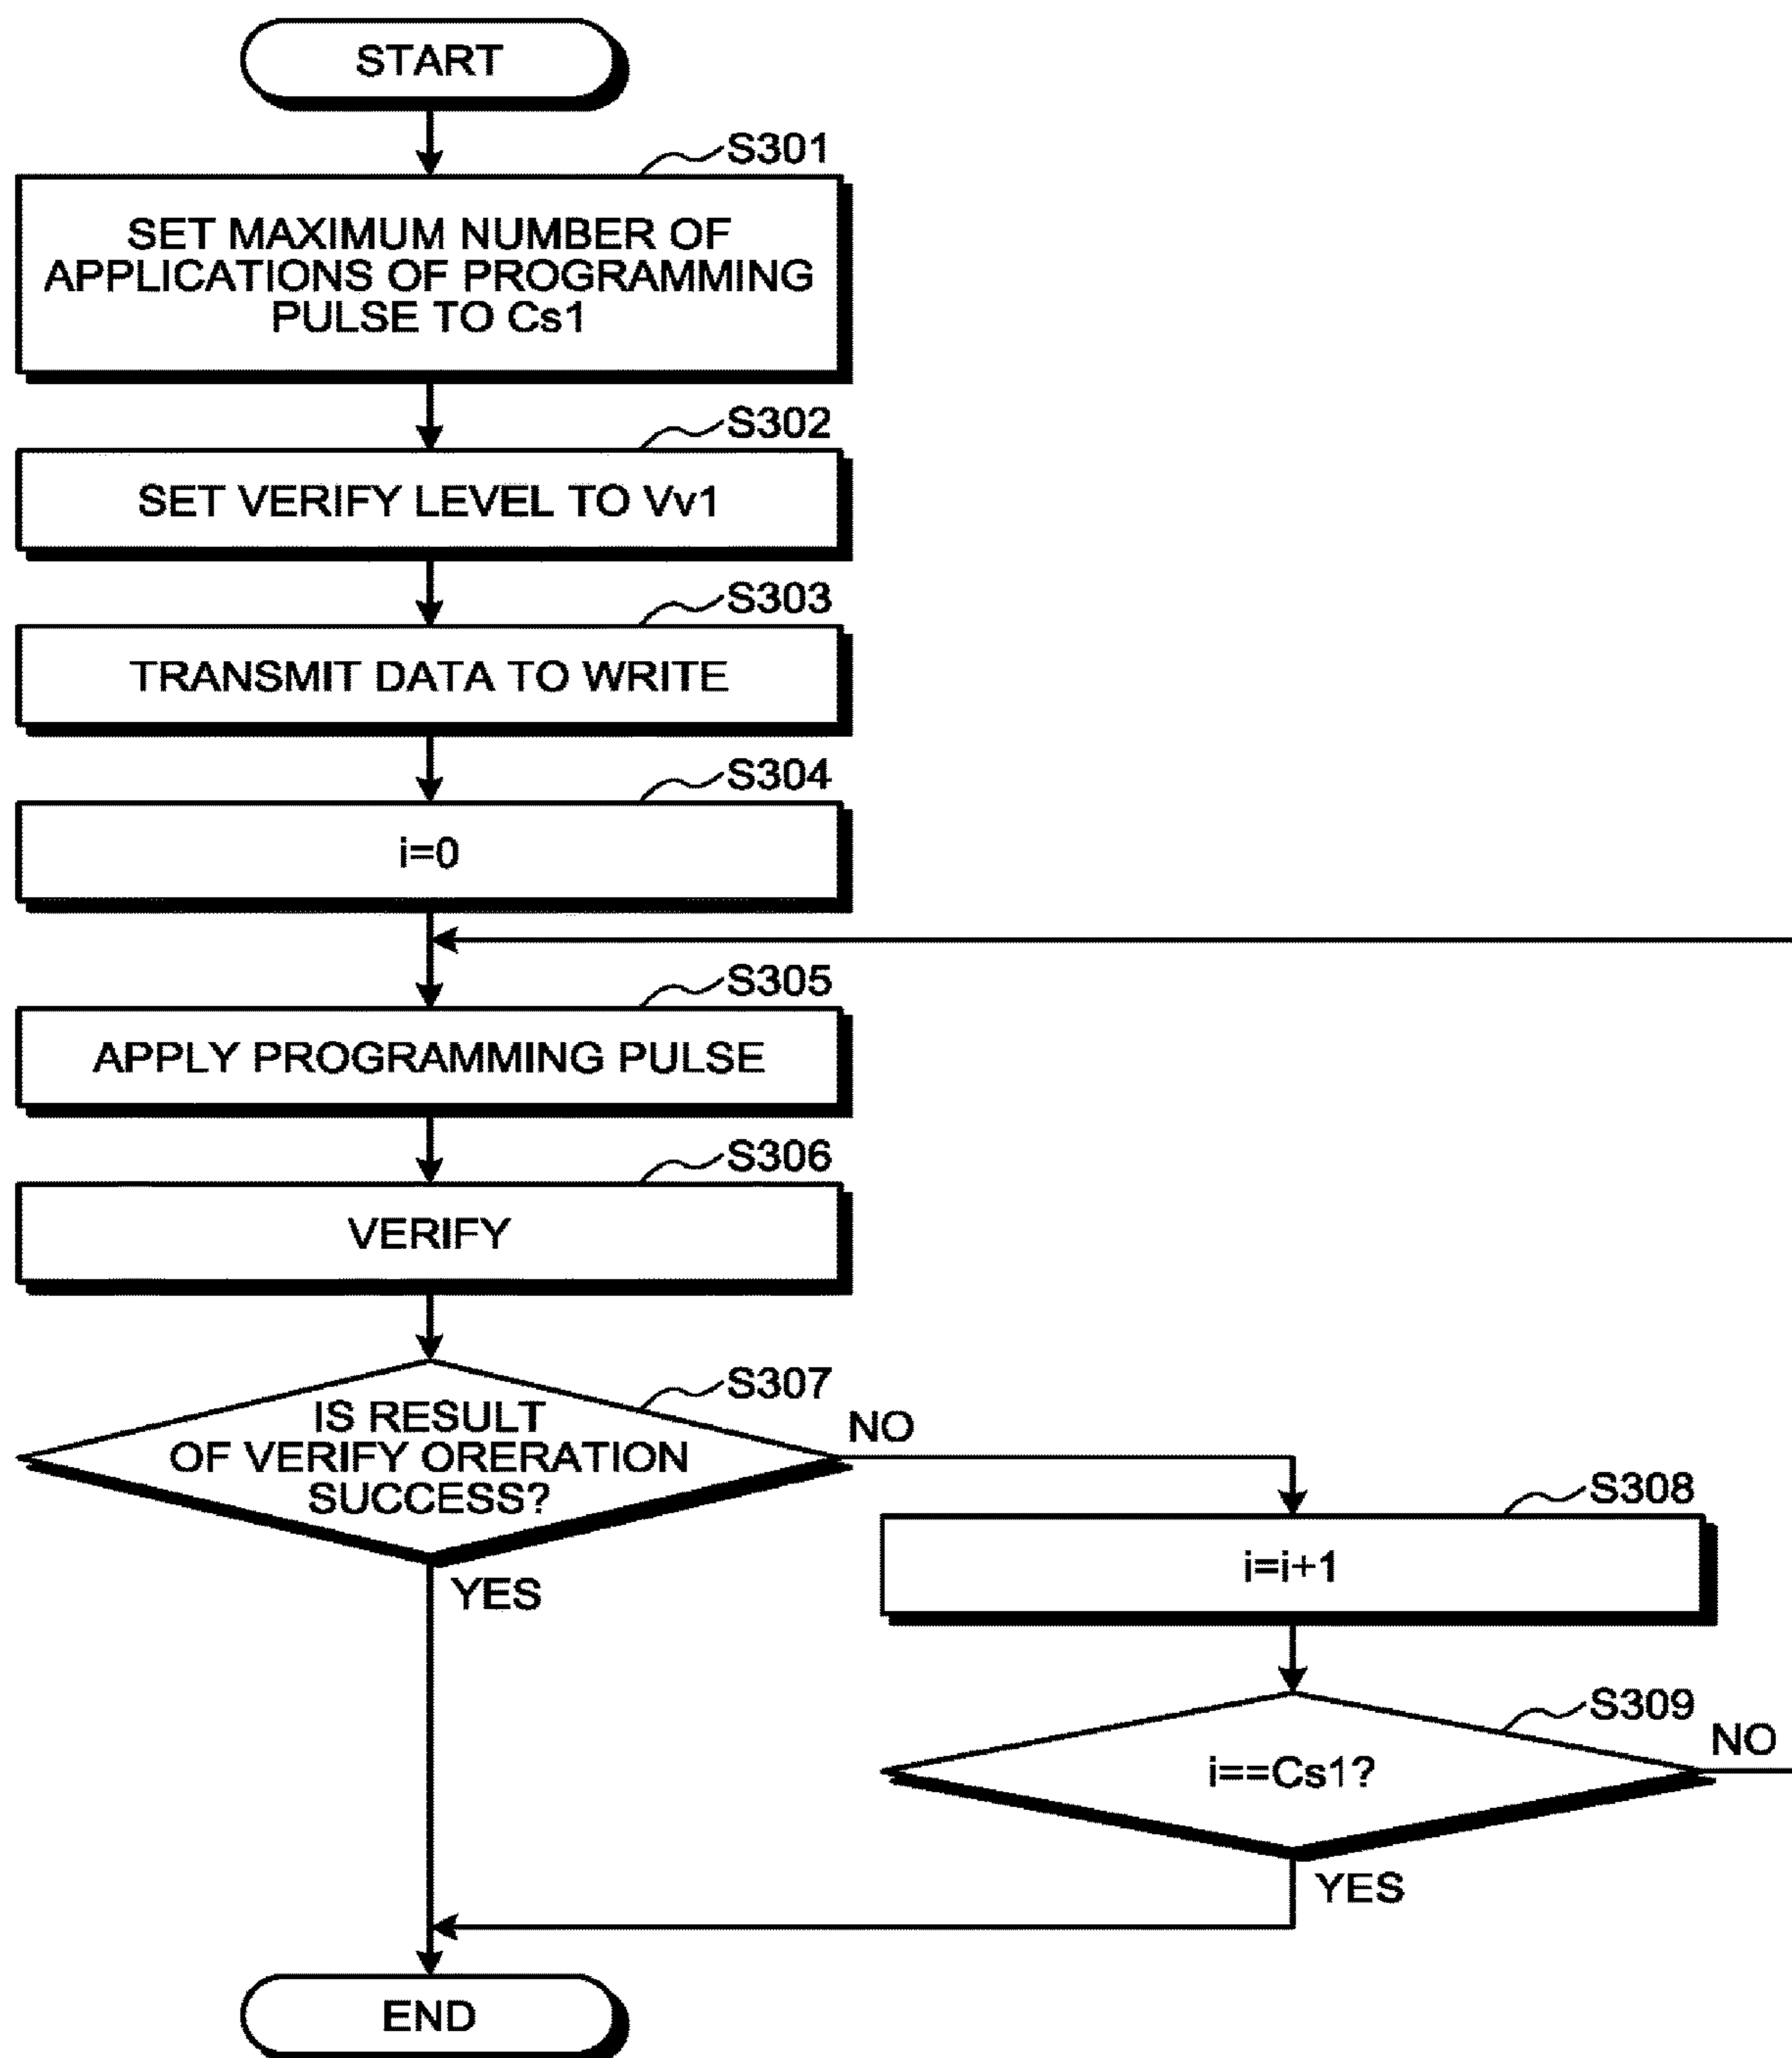 START
S301
SET MAXIMUM NUMBER OF
APPLICATIONS OF PROGRAMMING
PULSE TO Cs1
S302
SET VERIFY LEVEL TO Vv1
S303
TRANSMIT DATA TO WRITE
S304
i=0
S305
APPLY PROGRAMMING PULSE
S306
VERIFY
S307
IS RESULT
OF VERIFY ORERATION
SUCCESS?
NO
YES
S308
i=i+1
S309
i==Cs1?
NO
YES
END